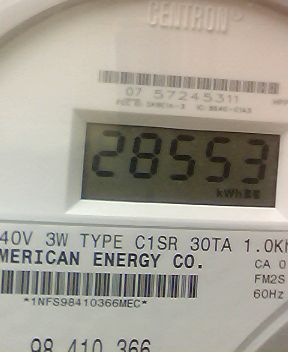 CENTRON®
07 57245311
28553
kWh
40V 3W TYPE C1SR 30TA 1.0Kh
MERICAN ENERGY CO.
CA 0
FM2S
*1NFS98410366MEC*
60Hz
98 410 366